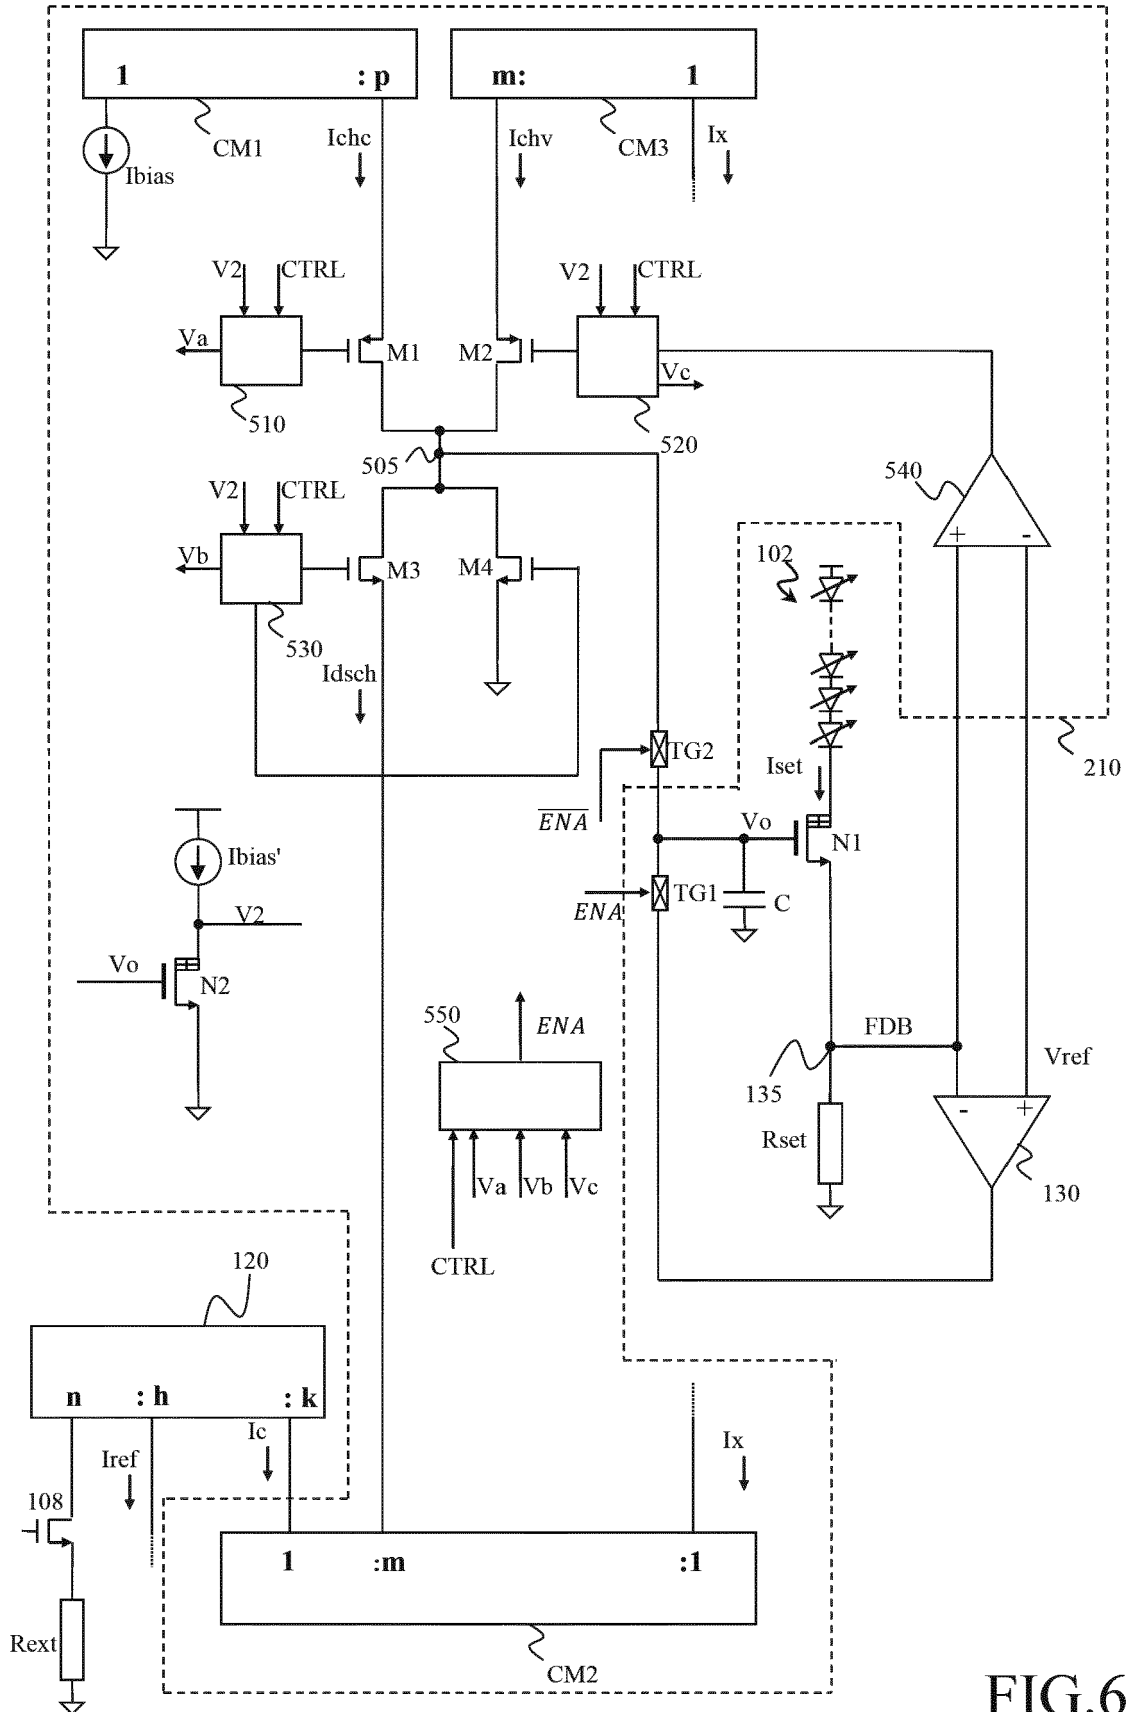 1 : p
m: 1
CM1
CM3
Ichc
Ichv
Ix
Ibias
V2 CTRL
V2 CTRL
Va
M1
M2
Vc
510
520
505
540
+ -
V2 CTRL
Vb
M3
M4
530
102
Idsch
TG2
Iset
210
ENA
Vo
N1
Ibias'
TG1
C
ENA
V2
Vo
N2
550
ENA
FDB
Vref
135
- +
Rset
130
Va Vb Vc
CTRL
120
n : h : k
Iref
Ic
Ix
108
1 :m :1
Rext
CM2
FIG.6